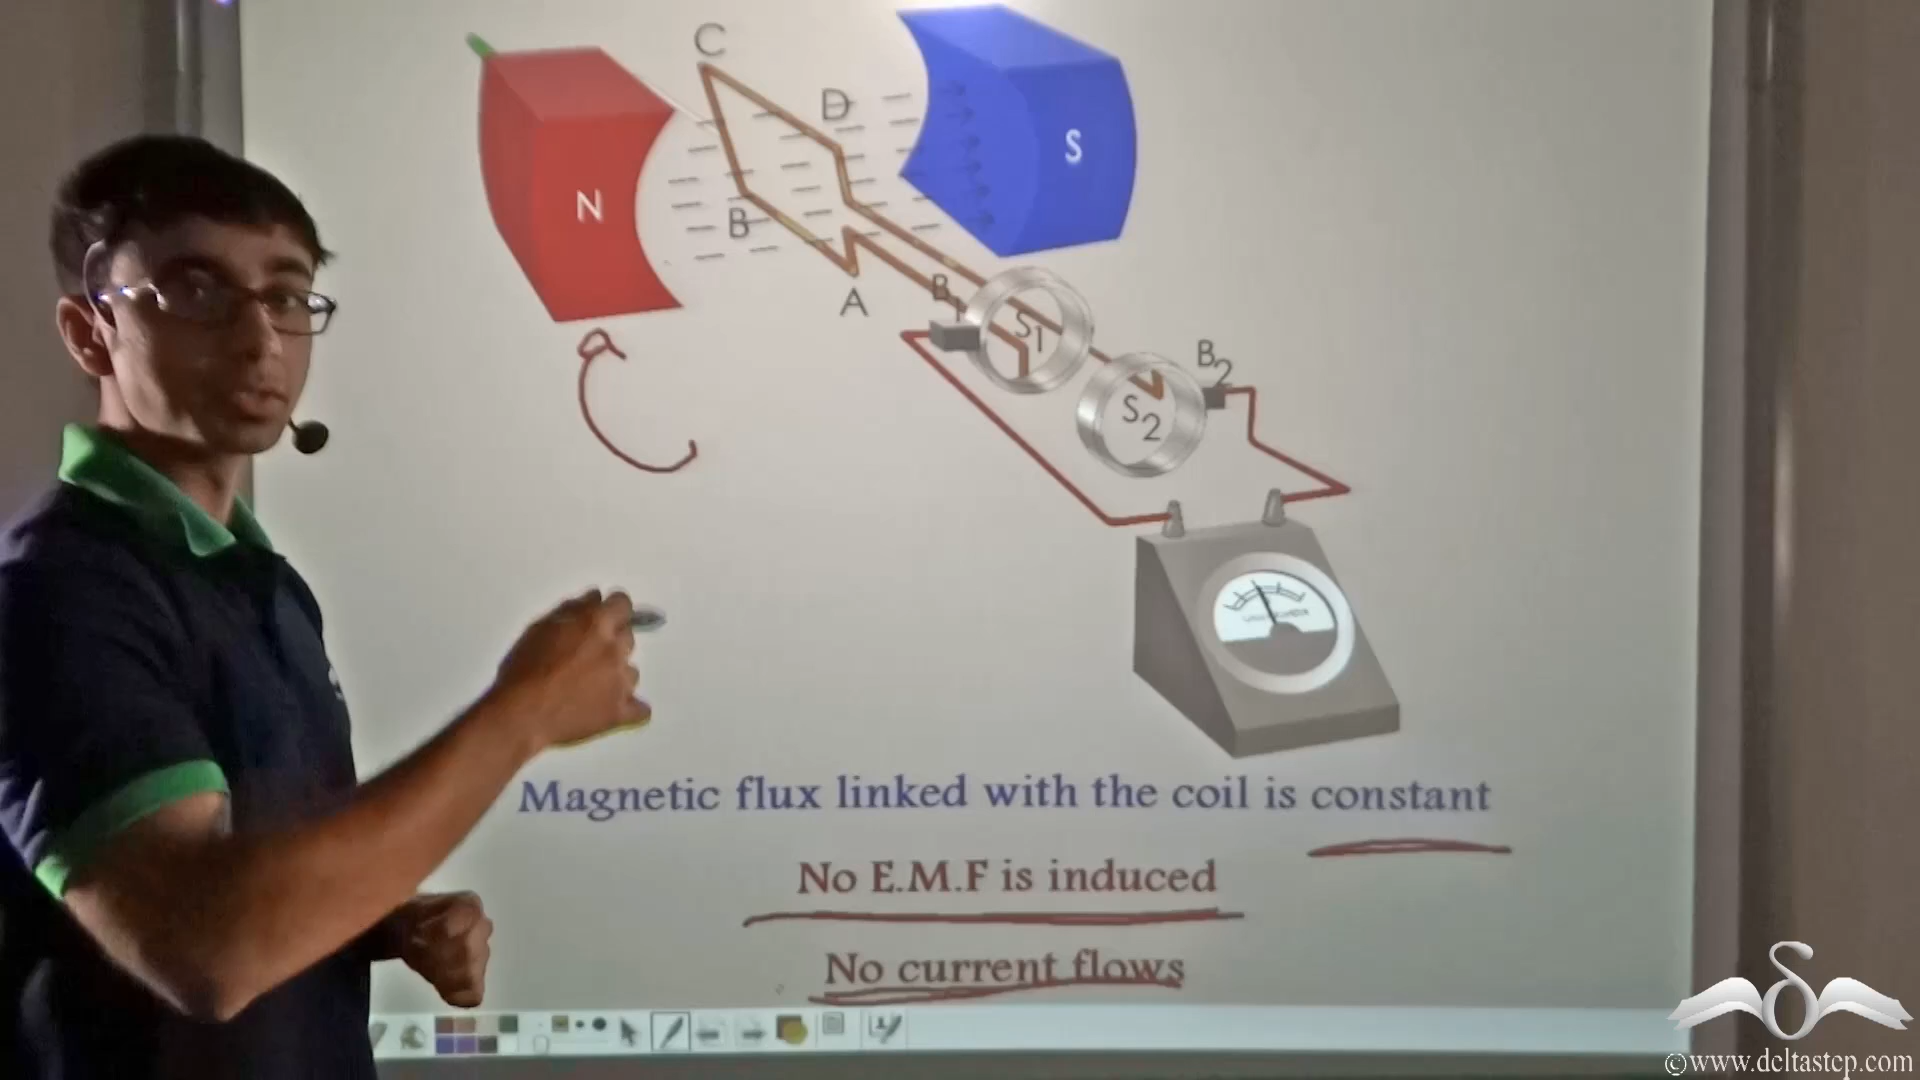 C
D
N
S
B
A
B1
S1
B2
S2
Magnetic flux linked with the coil is constant
No E.M.F is induced
No current flows
©www.deltastep.com